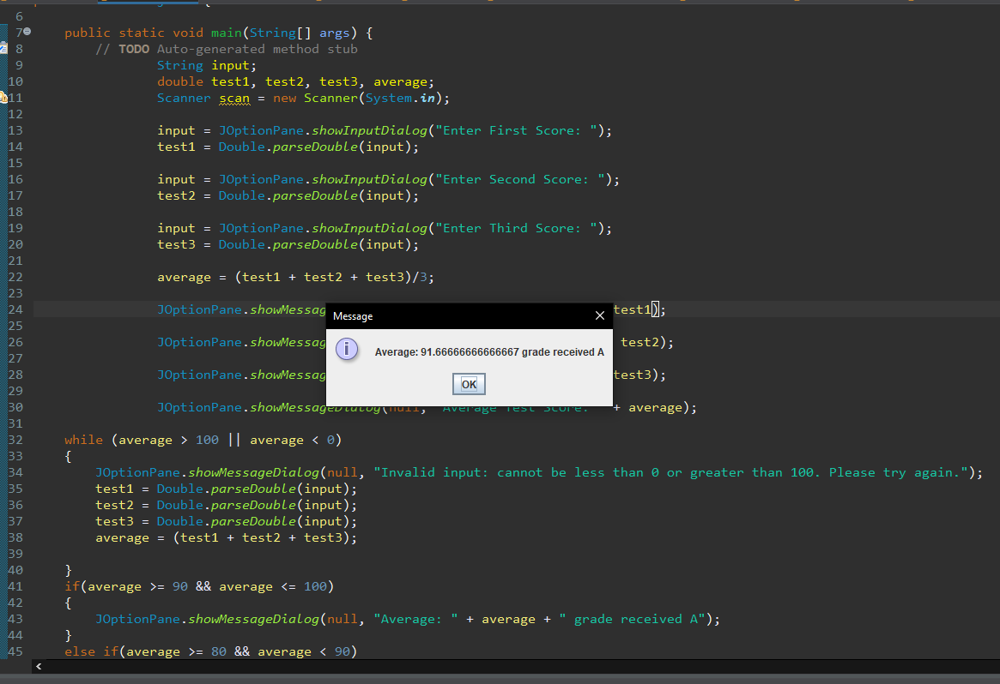 6
7 public static void main(String[] args) {
8 // TODO Auto-generated method stub
9 String input;
10 double test1, test2, test3, average;
11 Scanner scan = new Scanner(System.in);
12
13 input = JOptionPane.showInputDialog("Enter First Score: ");
14 test1 = Double.parseDouble(input);
15
16 input = JOptionPane.showInputDialog("Enter Second Score: ");
17 test2 = Double.parseDouble(input);
18
19 input = JOptionPane.showInputDialog("Enter Third Score: ");
20 test3 = Double.parseDouble(input);
21
22 average = (test1 + test2 + test3)/3;
23
24 JOptionPane.showMessag test1);
Message
25
26 JOptionPane.showMessag test2);
Average: 91.66666666666667 grade received A
27
28 JOptionPane.showMessag test3);
OK
29
30 JOptionPane.showMessageDialog(null, "Average Test Score: " + average);
31
32 while (average > 100 || average < 0)
33 {
34 JOptionPane.showMessageDialog(null, "Invalid input: cannot be less than 0 or greater than 100. Please try again.");
35 test1 = Double.parseDouble(input);
36 test2 = Double.parseDouble(input);
37 test3 = Double.parseDouble(input);
38 average = (test1 + test2 + test3);
39
40 }
41 if(average >= 90 && average <= 100)
42 {
43 JOptionPane.showMessageDialog(null, "Average: " + average + " grade received A");
44 }
45 else if(average >= 80 && average < 90)